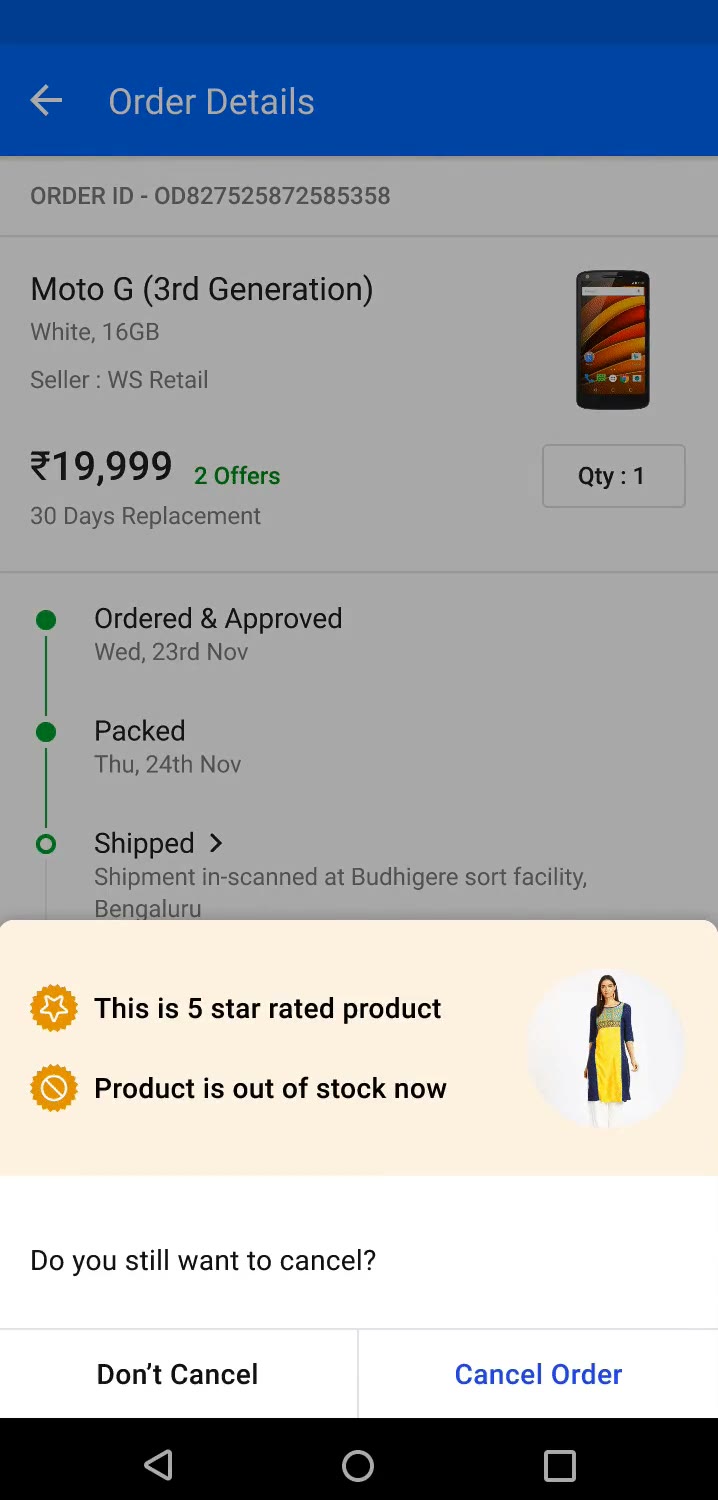 Order Details
ORDER ID - OD827525872585358
Moto G (3rd Generation)
White, 16GB
Seller : WS Retail
₹19,999 2 Offers
Qty : 1
30 Days Replacement
Ordered & Approved
Wed, 23rd Nov
Packed
Thu, 24th Nov
Shipped
Shipment in-scanned at Budhigere sort facility,
Bengaluru
This is 5 star rated product
Product is out of stock now
Do you still want to cancel?
Don’t Cancel
Cancel Order